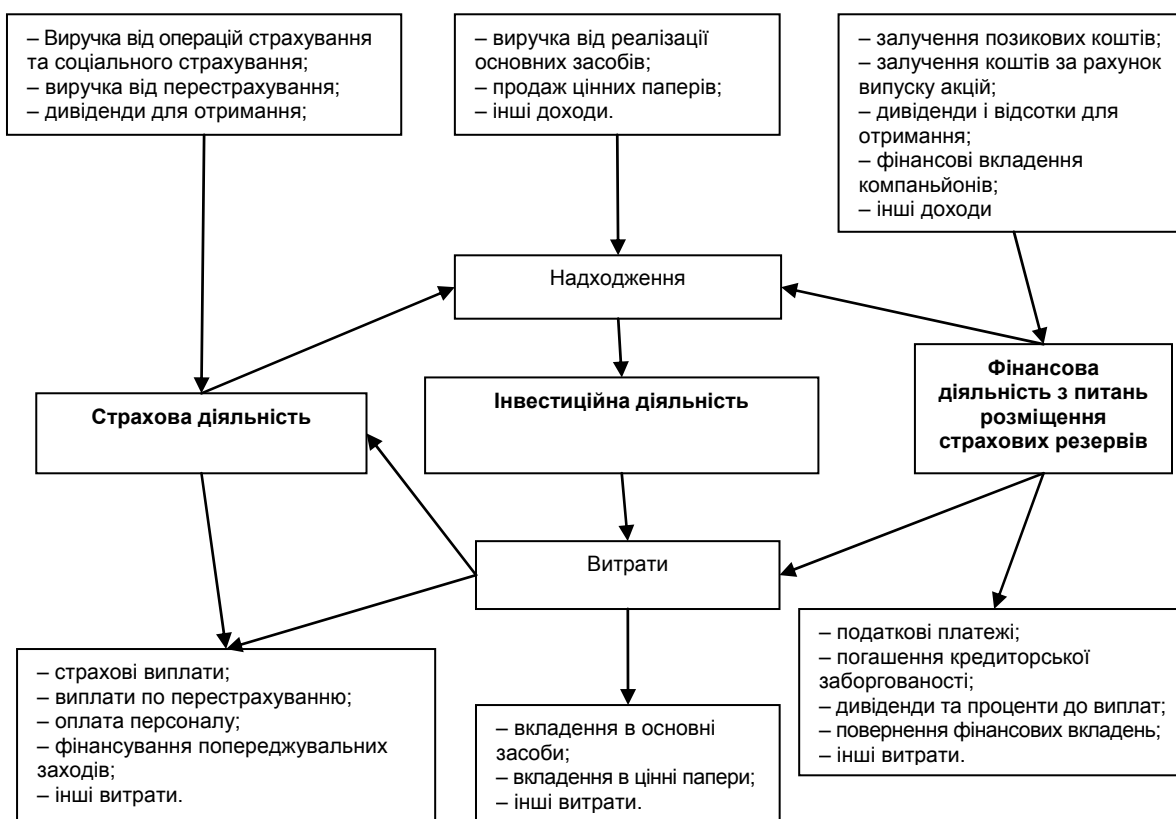 – Виручка від операцій страхування
та соціального страхування;
– виручка від перестрахування;
– дивіденди для отримання;
– виручка від реалізації
основних засобів;
– продаж цінних паперів;
– інші доходи.
– залучення позикових коштів;
– залучення коштів за рахунок
випуску акцій;
– дивіденди і відсотки для
отримання;
– фінансові вкладення
компаньйонів;
– інші доходи
Надходження
Страхова діяльність
Інвестиційна діяльність
Фінансова
діяльність з питань
розміщення
страхових резервів
Витрати
– страхові виплати;
– виплати по перестрахуванню;
– оплата персоналу;
– фінансування попереджувальних
заходів;
– інші витрати.
– вкладення в основні
засоби;
– вкладення в цінні папери;
– інші витрати.
– податкові платежі;
– погашення кредиторської
заборгованості;
– дивіденди та проценти до виплат;
– повернення фінансових вкладень;
– інші витрати.